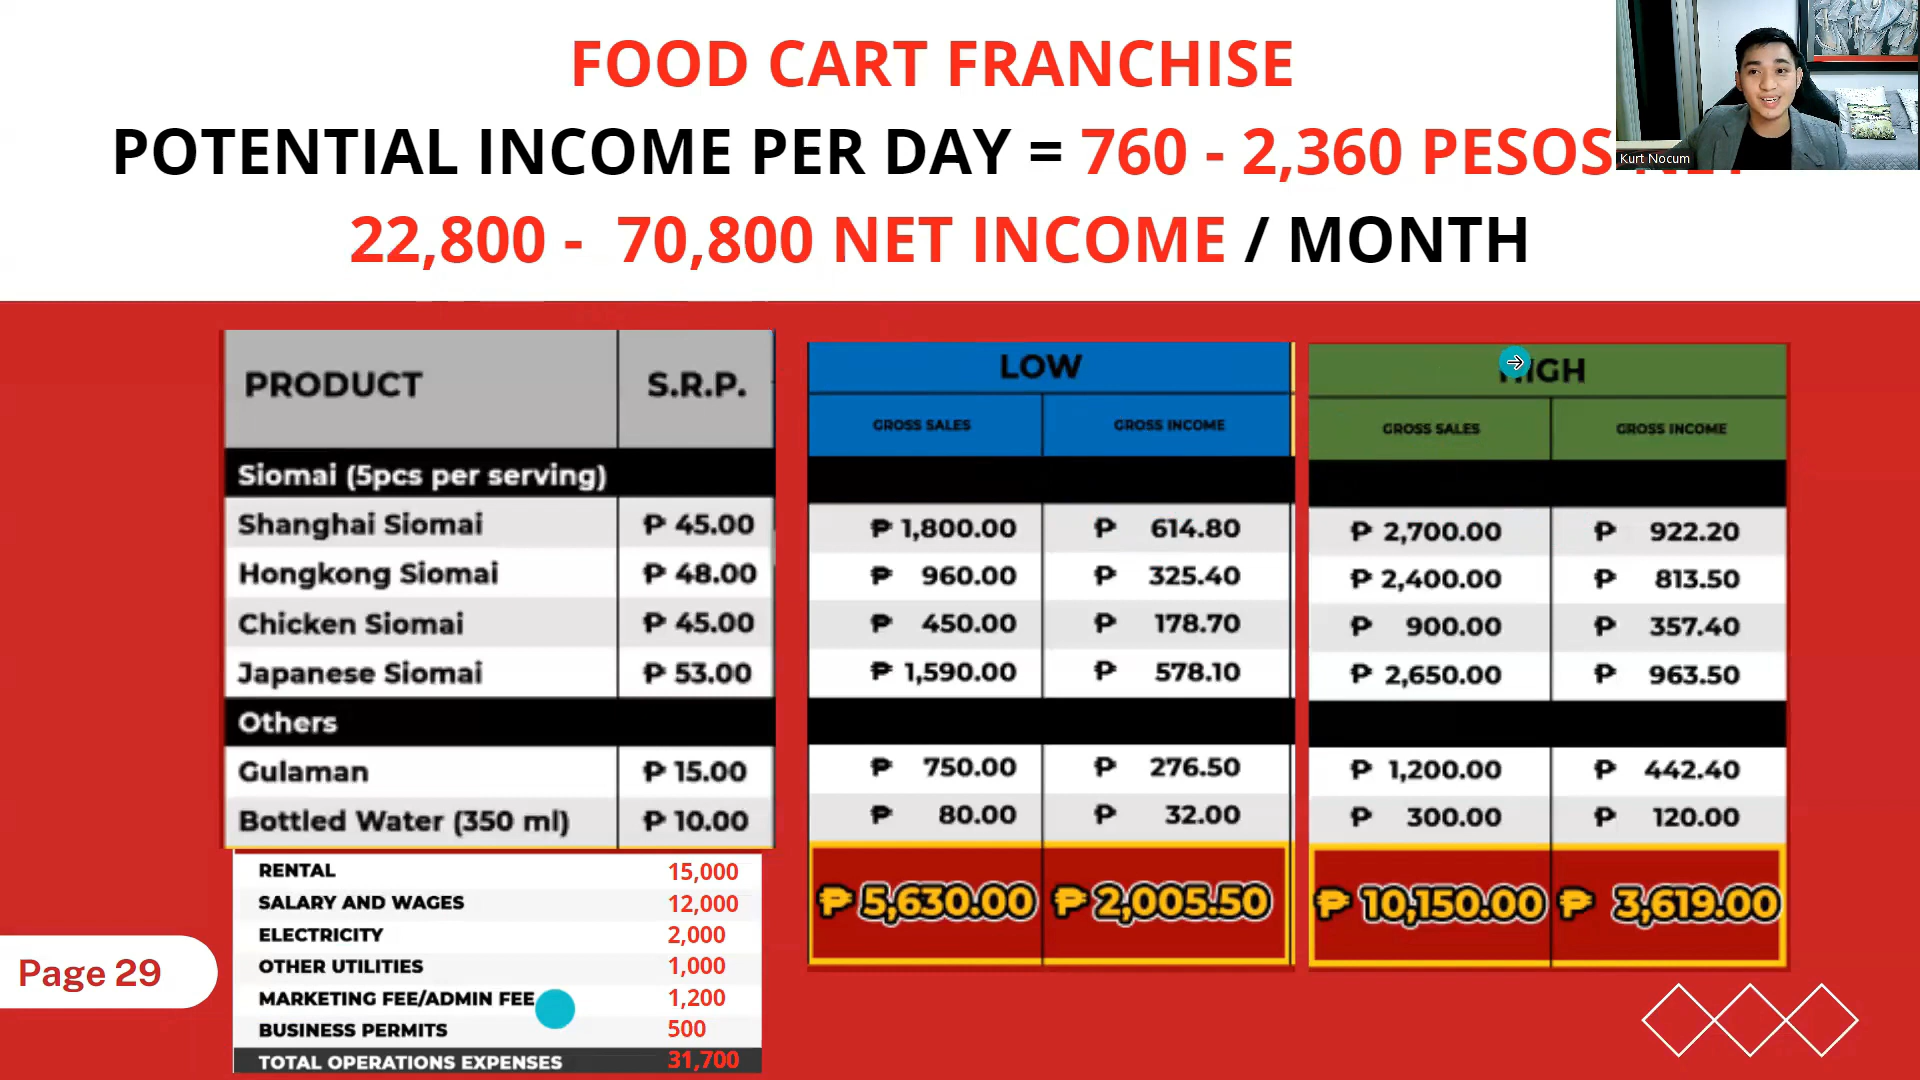 FOOD CART FRANCHISE
POTENTIAL INCOME PER DAY = 760 - 2,360 PESOS
22,800 - 70,800 NET INCOME / MONTH
Kurt Nocum
PRODUCT S.R.P.
Siomai (5pcs per serving)
Shanghai Siomai ₱ 45.00
Hongkong Siomai ₱ 48.00
Chicken Siomai ₱ 45.00
Japanese Siomai ₱ 53.00
Others
Gulaman ₱ 15.00
Bottled Water (350 ml) ₱ 10.00
RENTAL 15,000
SALARY AND WAGES 12,000
ELECTRICITY 2,000
OTHER UTILITIES 1,000
MARKETING FEE/ADMIN FEE 1,200
BUSINESS PERMITS 500
TOTAL OPERATIONS EXPENSES 31,700
LOW
GROSS SALES GROSS INCOME
₱ 1,800.00 ₱ 614.80
₱ 960.00 ₱ 325.40
₱ 450.00 ₱ 178.70
₱ 1,590.00 ₱ 578.10
₱ 750.00 ₱ 276.50
₱ 80.00 ₱ 32.00
₱ 5,630.00 ₱ 2,005.50
HIGH
GROSS SALES GROSS INCOME
₱ 2,700.00 ₱ 922.20
₱ 2,400.00 ₱ 813.50
₱ 900.00 ₱ 357.40
₱ 2,650.00 ₱ 963.50
₱ 1,200.00 ₱ 442.40
₱ 300.00 ₱ 120.00
₱ 10,150.00 ₱ 3,619.00
Page 29